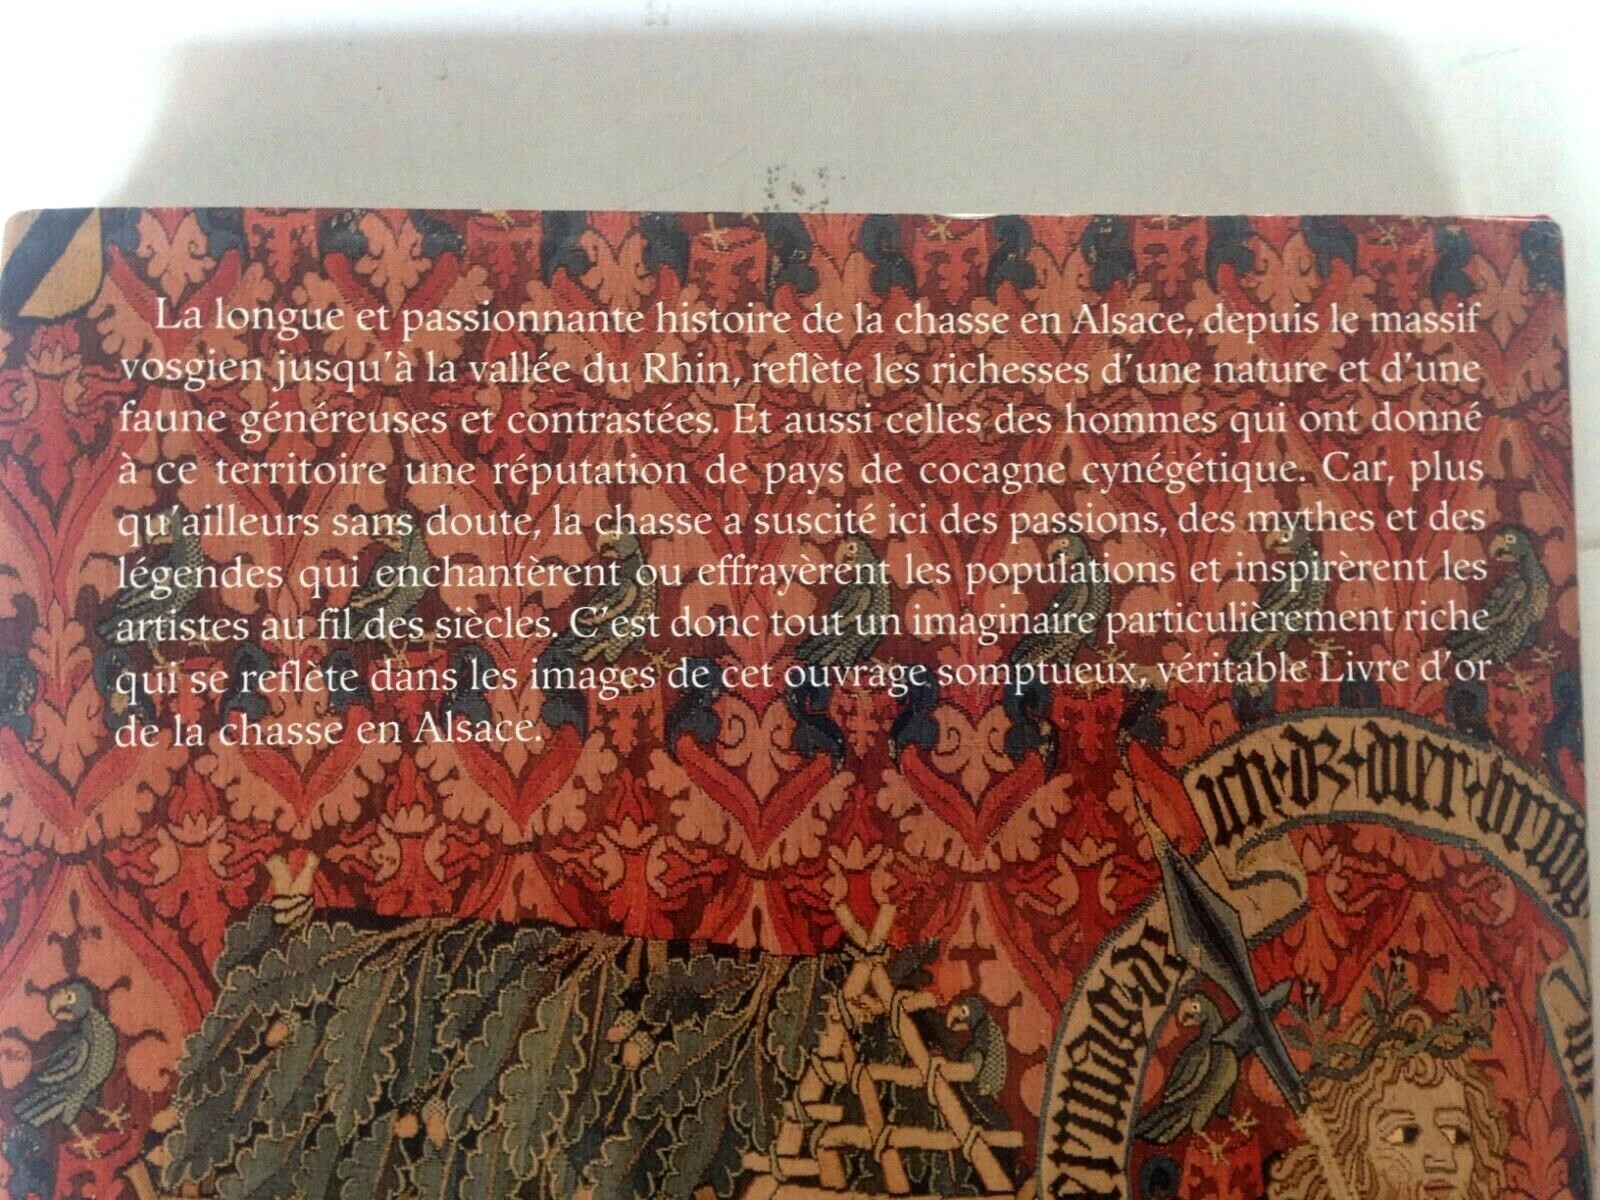 La longue et passionnante histoire de la chasse en Alsace, depuis le massif
vosgien jusqu'à la vallée du Rhin, reflète les richesses d'une nature et d'une
faune généreuses et contrastées. Et aussi celles des hommes qui ont donné
à ce territoire une réputation de pays de cocagne cynégétique. Car, plus
qu'ailleurs sans doute, la chasse a suscité ici des passions, des mythes et des
légendes qui enchantèrent ou effrayèrent les populations et inspirèrent les
artistes au fil des siècles. C'est donc tout un imaginaire particulièrement riche
qui se reflète dans les images de cet ouvrage somptueux, véritable Livre d'or
de la chasse en Alsace.